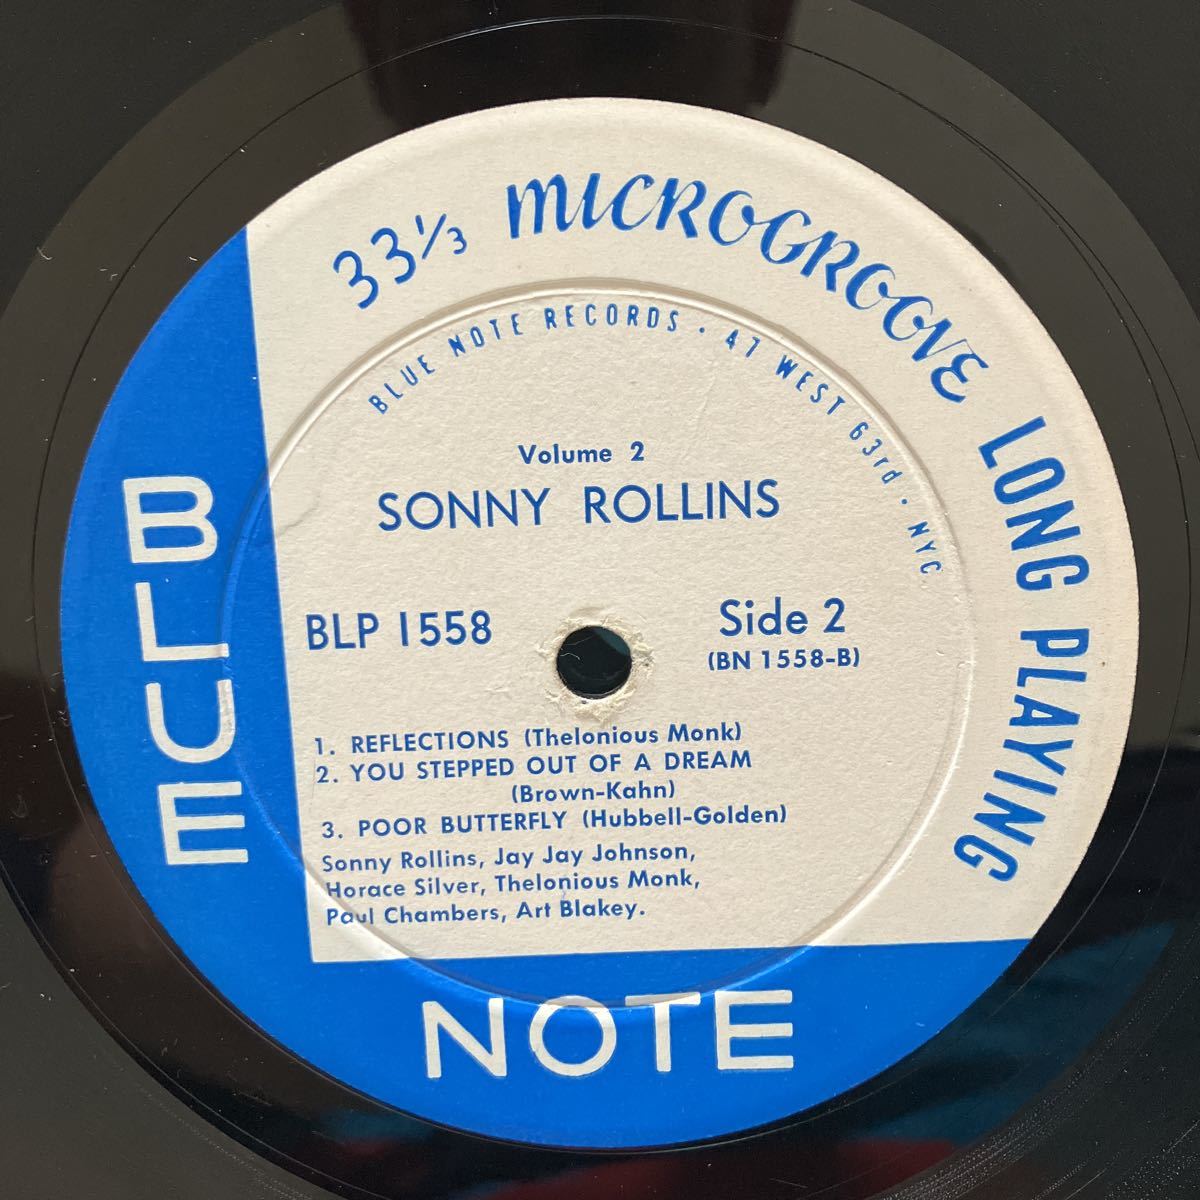 33⅓ MICROGROOVE LONG PLAYING
BLUE NOTE RECORDS · 47 WEST 63rd · NYC
Volume 2
SONNY ROLLINS
BLP 1558
Side 2
(BN 1558-B)
1. REFLECTIONS (Thelonious Monk)
2. YOU STEPPED OUT OF A DREAM
(Brown-Kahn)
3. POOR BUTTERFLY (Hubbell-Golden)
Sonny Rollins, Jay Jay Johnson,
Horace Silver, Thelonious Monk,
Paul Chambers, Art Blakey.
BLUE
NOTE